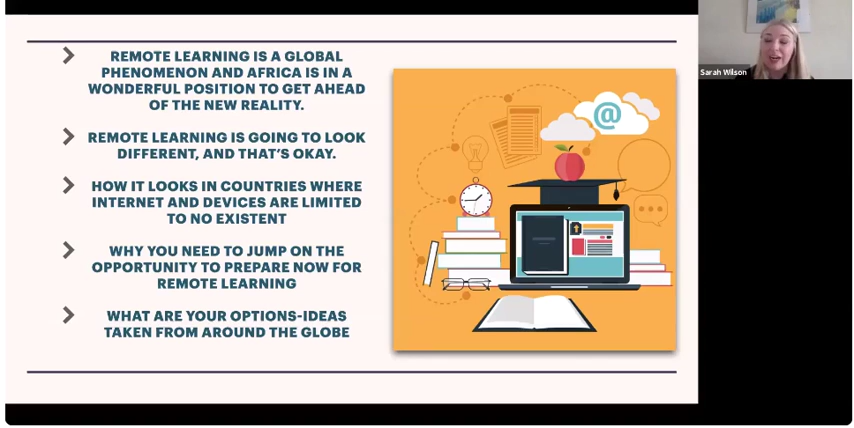 REMOTE LEARNING IS A GLOBAL
PHENOMENON AND AFRICA IS IN A
WONDERFUL POSITION TO GET AHEAD
OF THE NEW REALITY.
REMOTE LEARNING IS GOING TO LOOK
DIFFERENT, AND THAT'S OKAY.
HOW IT LOOKS IN COUNTRIES WHERE
INTERNET AND DEVICES ARE LIMITED
TO NO EXISTENT
WHY YOU NEED TO JUMP ON THE
OPPORTUNITY TO PREPARE NOW FOR
REMOTE LEARNING
WHAT ARE YOUR OPTIONS-IDEAS
TAKEN FROM AROUND THE GLOBE
@
Sarah Wilson